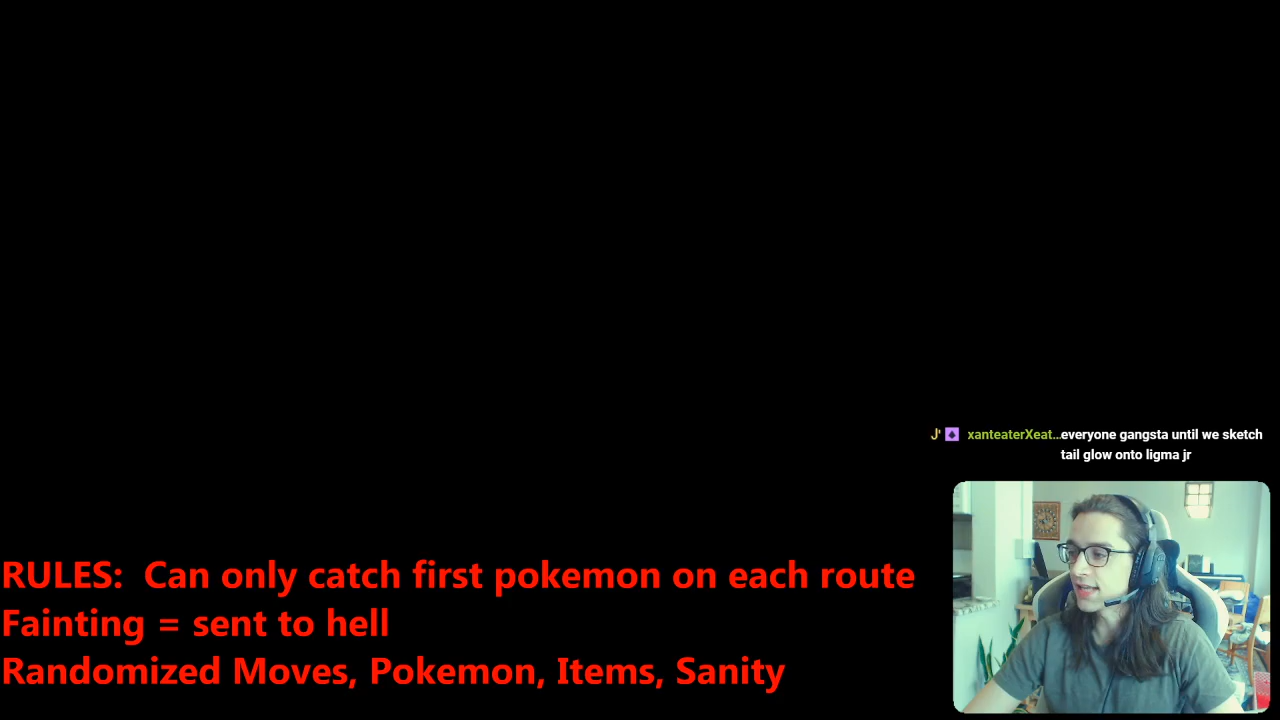 xanteaterXeat... everyone gangsta until we sketch
tail glow onto ligma jr
RULES: Can only catch first pokemon on each route
Fainting = sent to hell
Randomized Moves, Pokemon, Items, Sanity